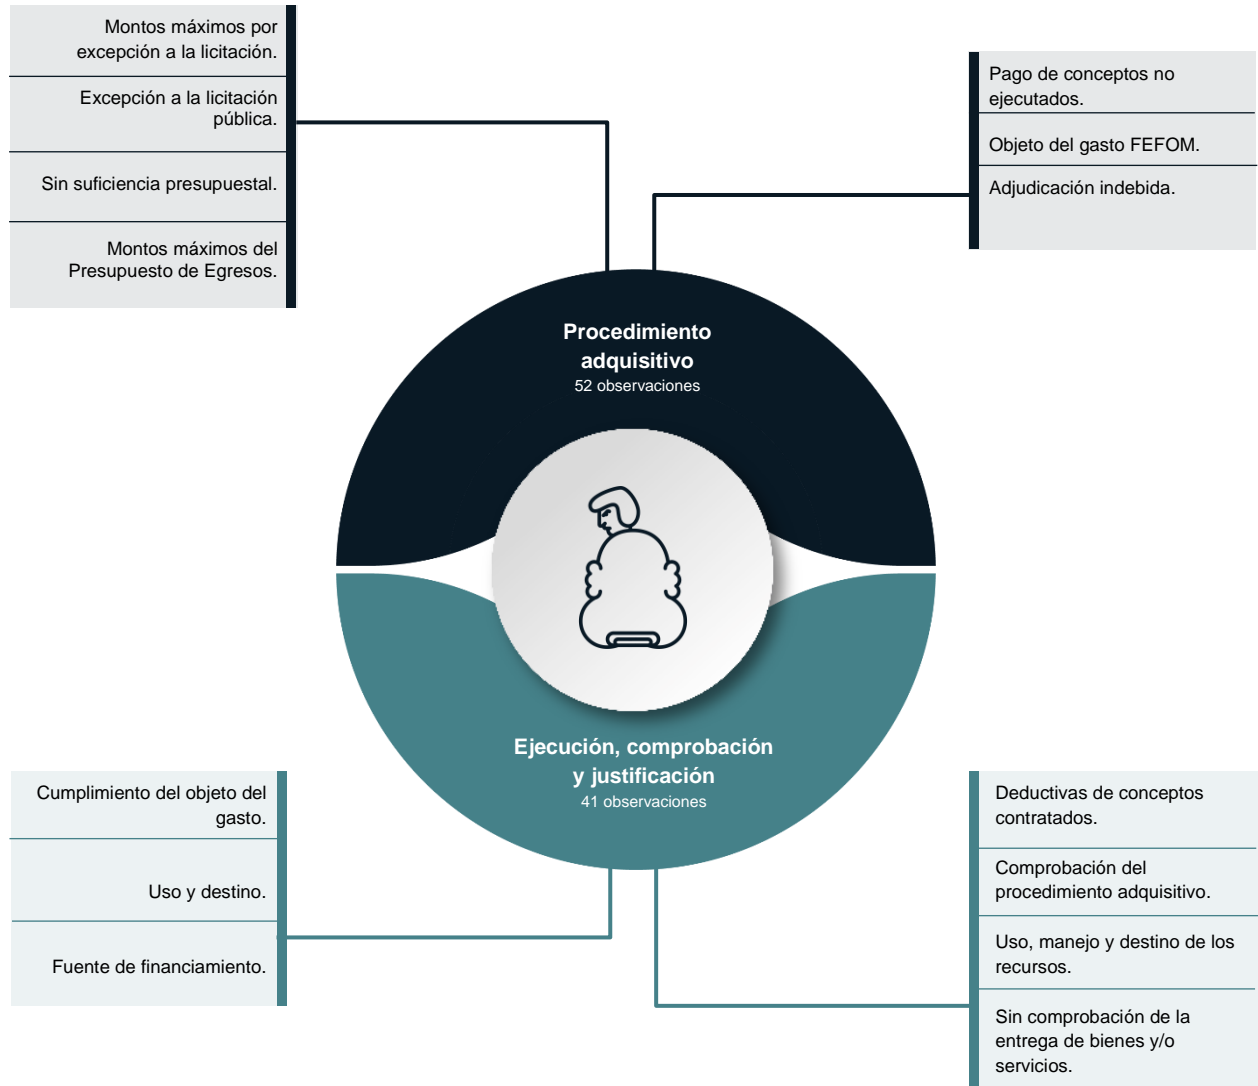 Montos máximos por
excepción a la licitación.
Excepción a la licitación
pública.
Sin suficiencia presupuestal.
Montos máximos del
Presupuesto de Egresos.
Pago de conceptos no
ejecutados.
Objeto del gasto FEFOM.
Adjudicación indebida.
Procedimiento
adquisitivo
52 observaciones
Ejecución, comprobación
y justificación
41 observaciones
Cumplimiento del objeto del
gasto.
Uso y destino.
Fuente de financiamiento.
Deductivas de conceptos
contratados.
Comprobación del
procedimiento adquisitivo.
Uso, manejo y destino de los
recursos.
Sin comprobación de la
entrega de bienes y/o
servicios.